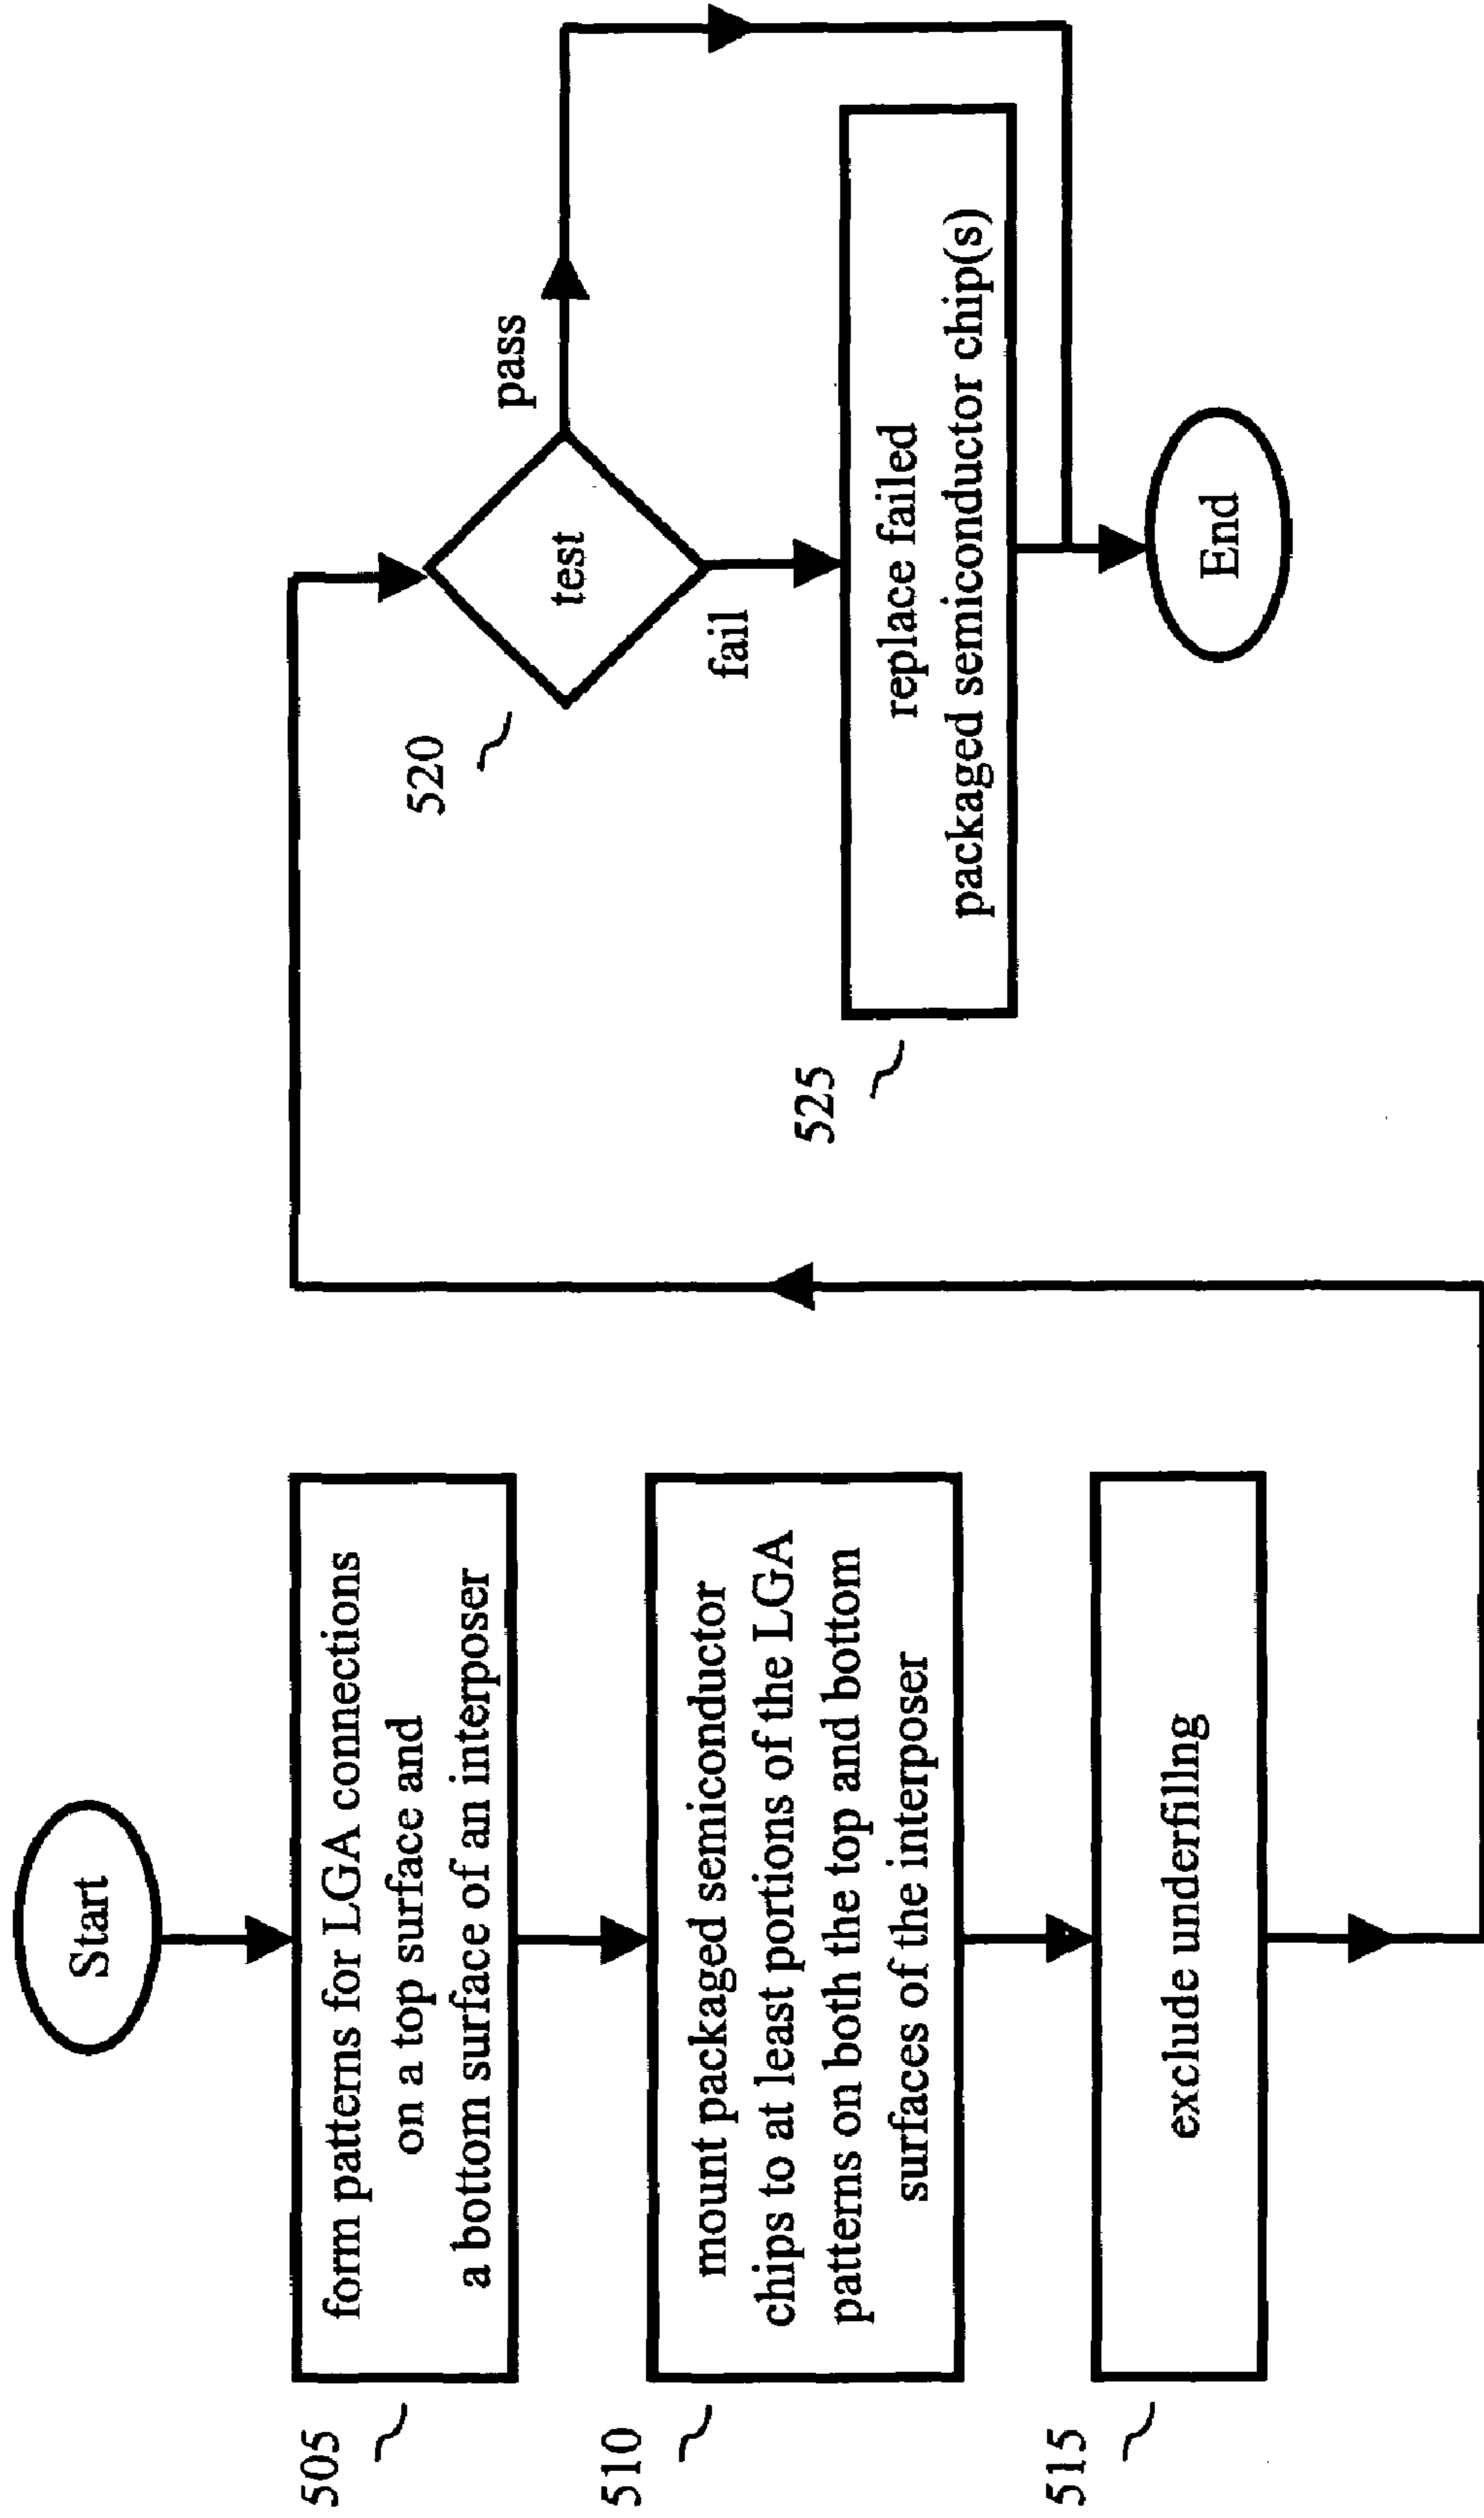 Start
505
form patterns for LGA connections
on a top surface and
a bottom surface of an interposer
510
mount packaged semiconductor
chips to at least portions of the LGA
patterns on both the top and bottom
surfaces of the interposer
515
exclude underfilling
520
test
pass
fail
525
replace failed
packaged semiconductor chip(s)
End